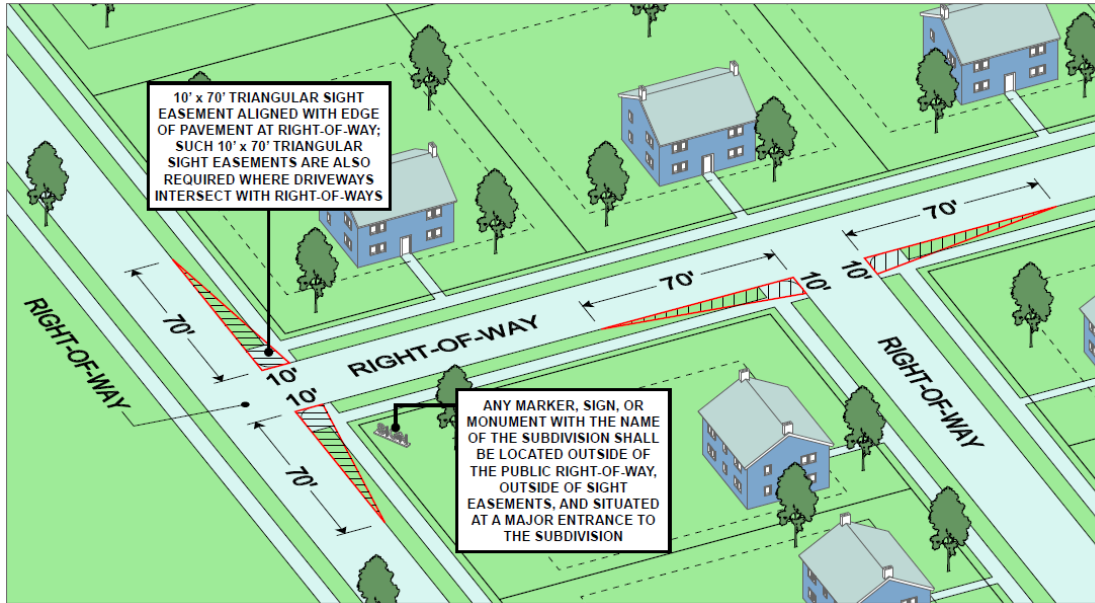 10' x 70' TRIANGULAR SIGHT
EASEMENT ALIGNED WITH EDGE
OF PAVEMENT AT RIGHT-OF-WAY;
SUCH 10' x 70' TRIANGULAR
SIGHT EASEMENTS ARE ALSO
REQUIRED WHERE DRIVEWAYS
INTERSECT WITH RIGHT-OF-WAYS
70'
10'
70'
10'
70'
RIGHT-OF-WAY
10'
10'
70'
RIGHT-OF-WAY
RIGHT-OF-WAY
SIGN
ANY MARKER, SIGN, OR
MONUMENT WITH THE NAME
OF THE SUBDIVISION SHALL
BE LOCATED OUTSIDE OF
THE PUBLIC RIGHT-OF-WAY,
OUTSIDE OF SIGHT
EASEMENTS, AND SITUATED
AT A MAJOR ENTRANCE TO
THE SUBDIVISION